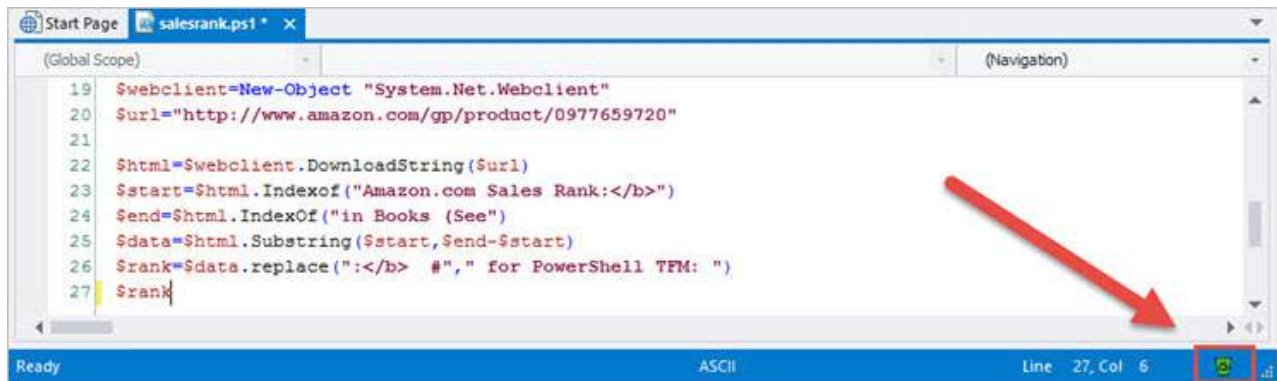 Start Page salesrank.ps1 *
(Global Scope) (Navigation)
19 $webclient=New-Object "System.Net.Webclient"
20 $url="http://www.amazon.com/gp/product/0977659720"
21
22 $html=$webclient.DownloadString($url)
23 $start=$html.Indexof("Amazon.com Sales Rank:</b>")
24 $end=$html.IndexOf("in Books (See")
25 $data=$html.Substring($start,$end-$start)
26 $rank=$data.replace(":</b>  #"," for PowerShell TFM: ")
27 $rank
Ready ASCII Line 27, Col 6